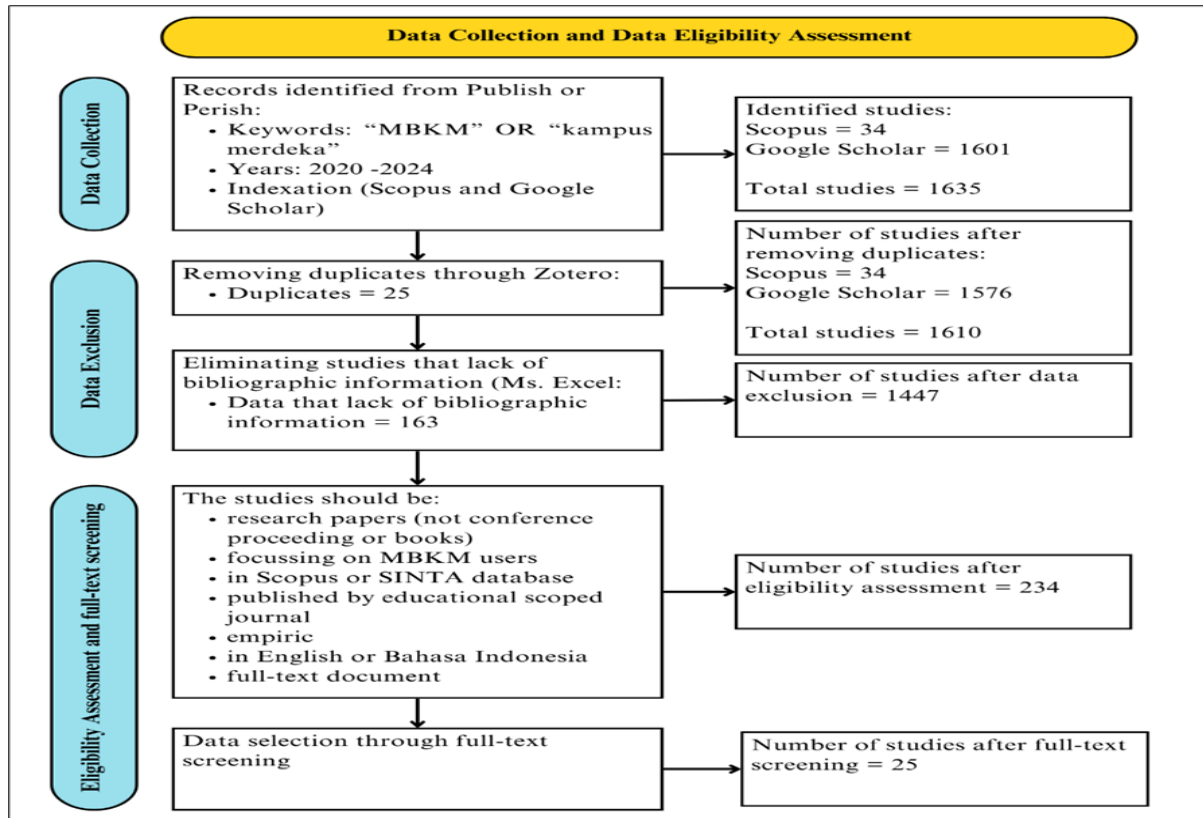 Data Collection and Data Eligibility Assessment
Data Collection
Records identified from Publish or
Perish:
• Keywords: “MBKM” OR “kampus
merdeka”
• Years: 2020 -2024
• Indexation (Scopus and Google
Scholar)
Identified studies:
Scopus = 34
Google Scholar = 1601
Total studies = 1635
Data Exclusion
Removing duplicates through Zotero:
• Duplicates = 25
Number of studies after
removing duplicates:
Scopus = 34
Google Scholar = 1576
Total studies = 1610
Eliminating studies that lack of
bibliographic information (Ms. Excel:
• Data that lack of bibliographic
information = 163
Number of studies after data
exclusion = 1447
Eligibility Assessment and full-text screening
The studies should be:
• research papers (not conference
proceeding or books)
• focussing on MBKM users
• in Scopus or SINTA database
• published by educational scoped
journal
• empiric
• in English or Bahasa Indonesia
• full-text document
Number of studies after
eligibility assessment = 234
Data selection through full-text
screening
Number of studies after full-text
screening = 25